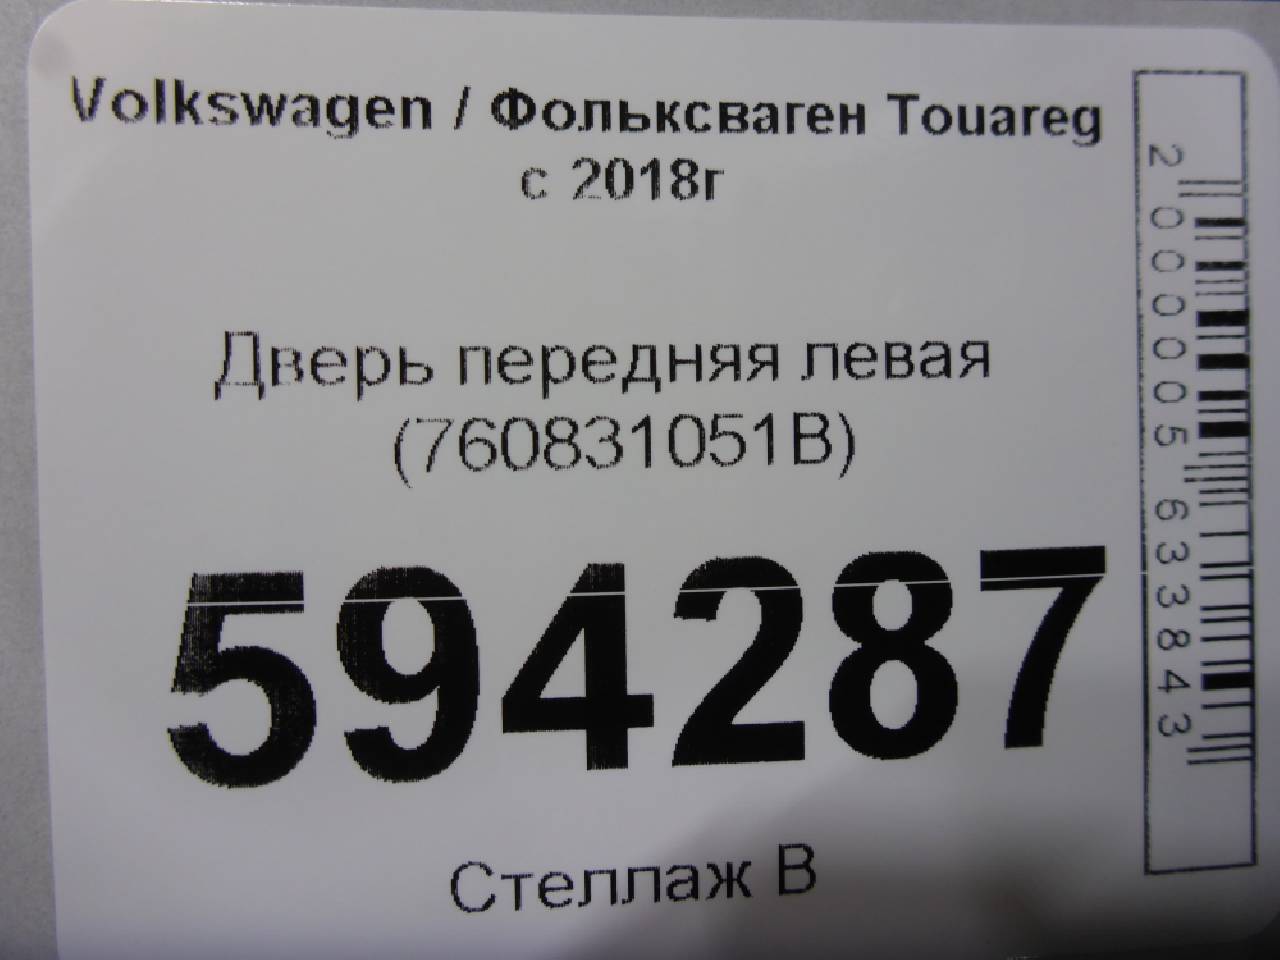 Volkswagen / Фольксваген Touareg
с 2018г
Дверь передняя левая
(760831051B)
594287
Стеллаж В
2000005633843